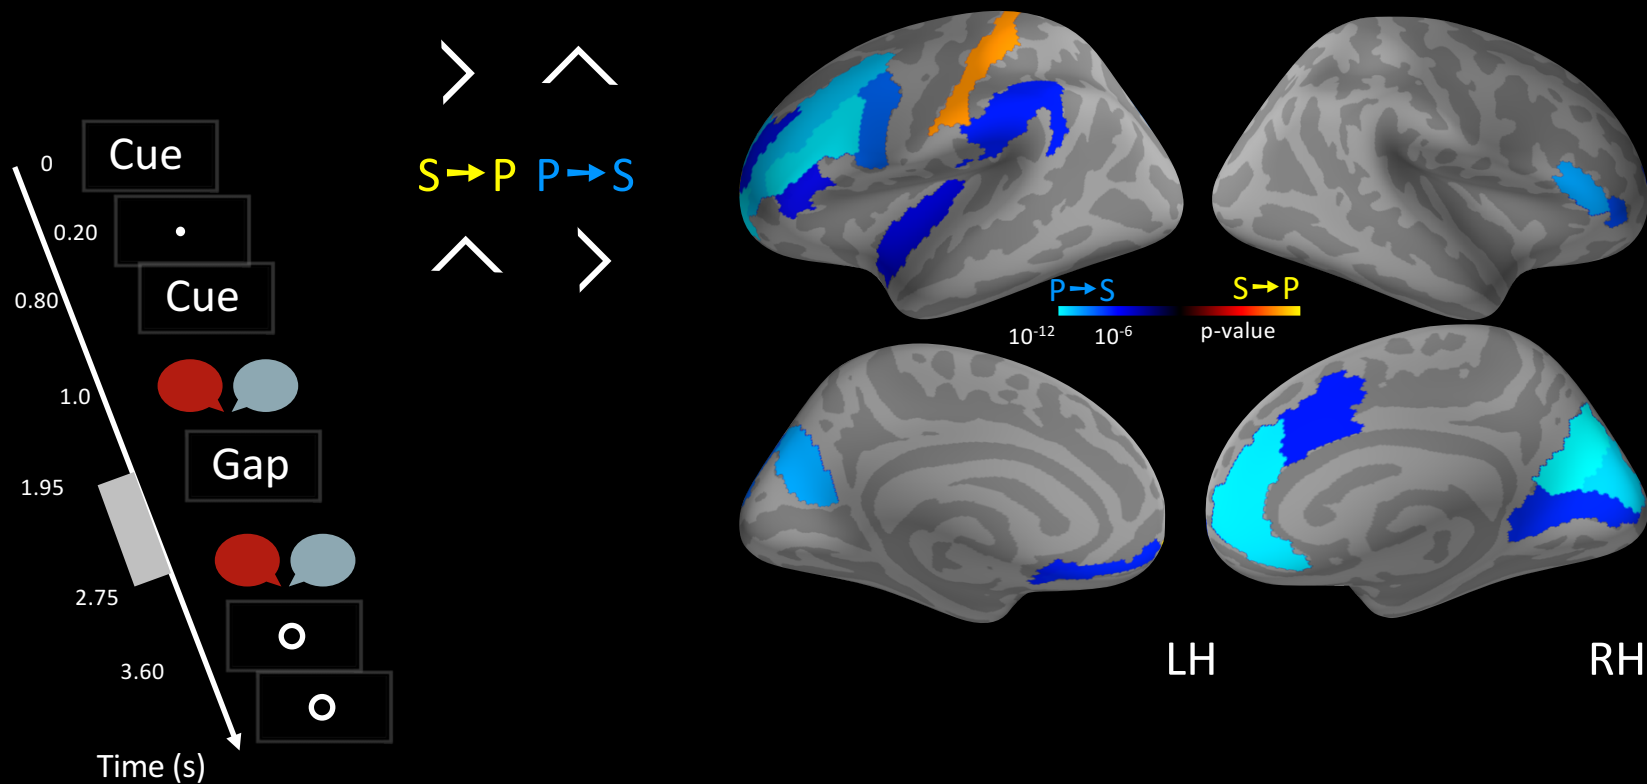 0
Cue
0.20
Cue
0.80
1.0
Gap
1.95
2.75
3.60
Time (s)
S → P P → S
P → S
S → P
10⁻¹² 10⁻⁶ p-value
LH
RH